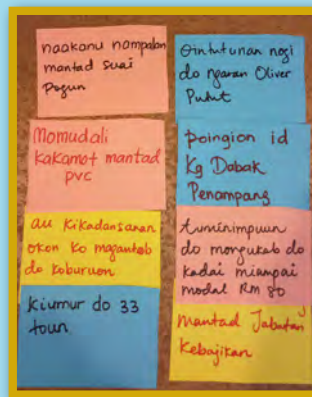 naakanu nompalan
mantad suai
Pogun
Momudali
kakamot mantad
pvc
au kikadansanan
okon ko magantob
do koburuon
kiumur do 33
toun
Ointutunan nogi
do ngaran Oliver
Pukut
poingion id
Kg Dabak
Penampang
tuminimpuun
do mongukab do
kadai miampai
modal RM 80
mantad Jabatan
Kebajikan